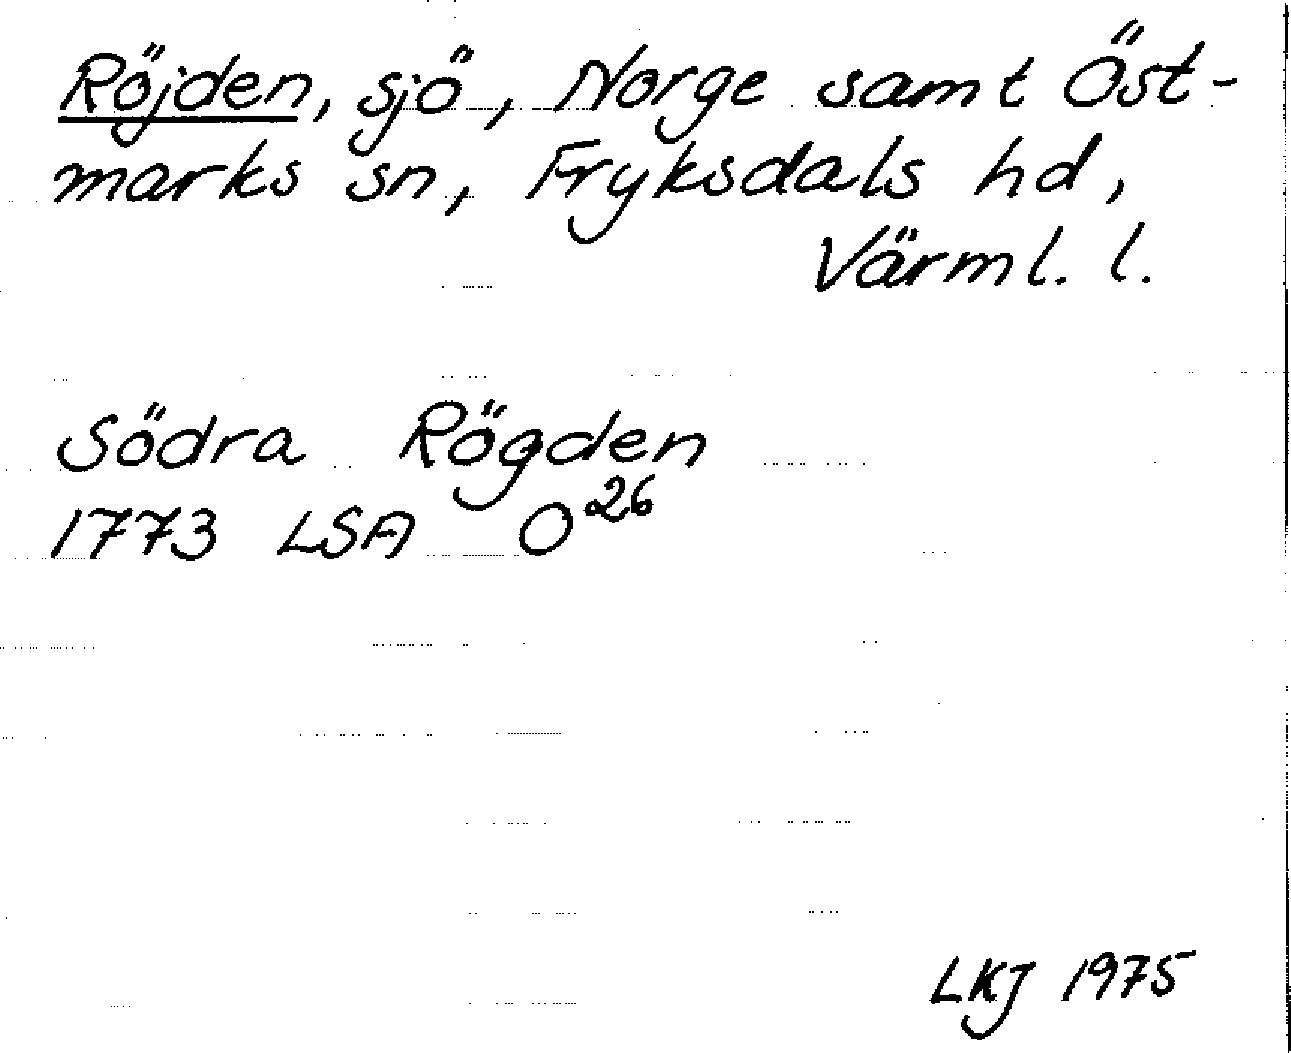 Röjden, sjö, Norge samt Öst-
marks sn, Fryksdals hd,
Värml. l.
Södra Rögden
1773 LSA O26
LKJ 1975